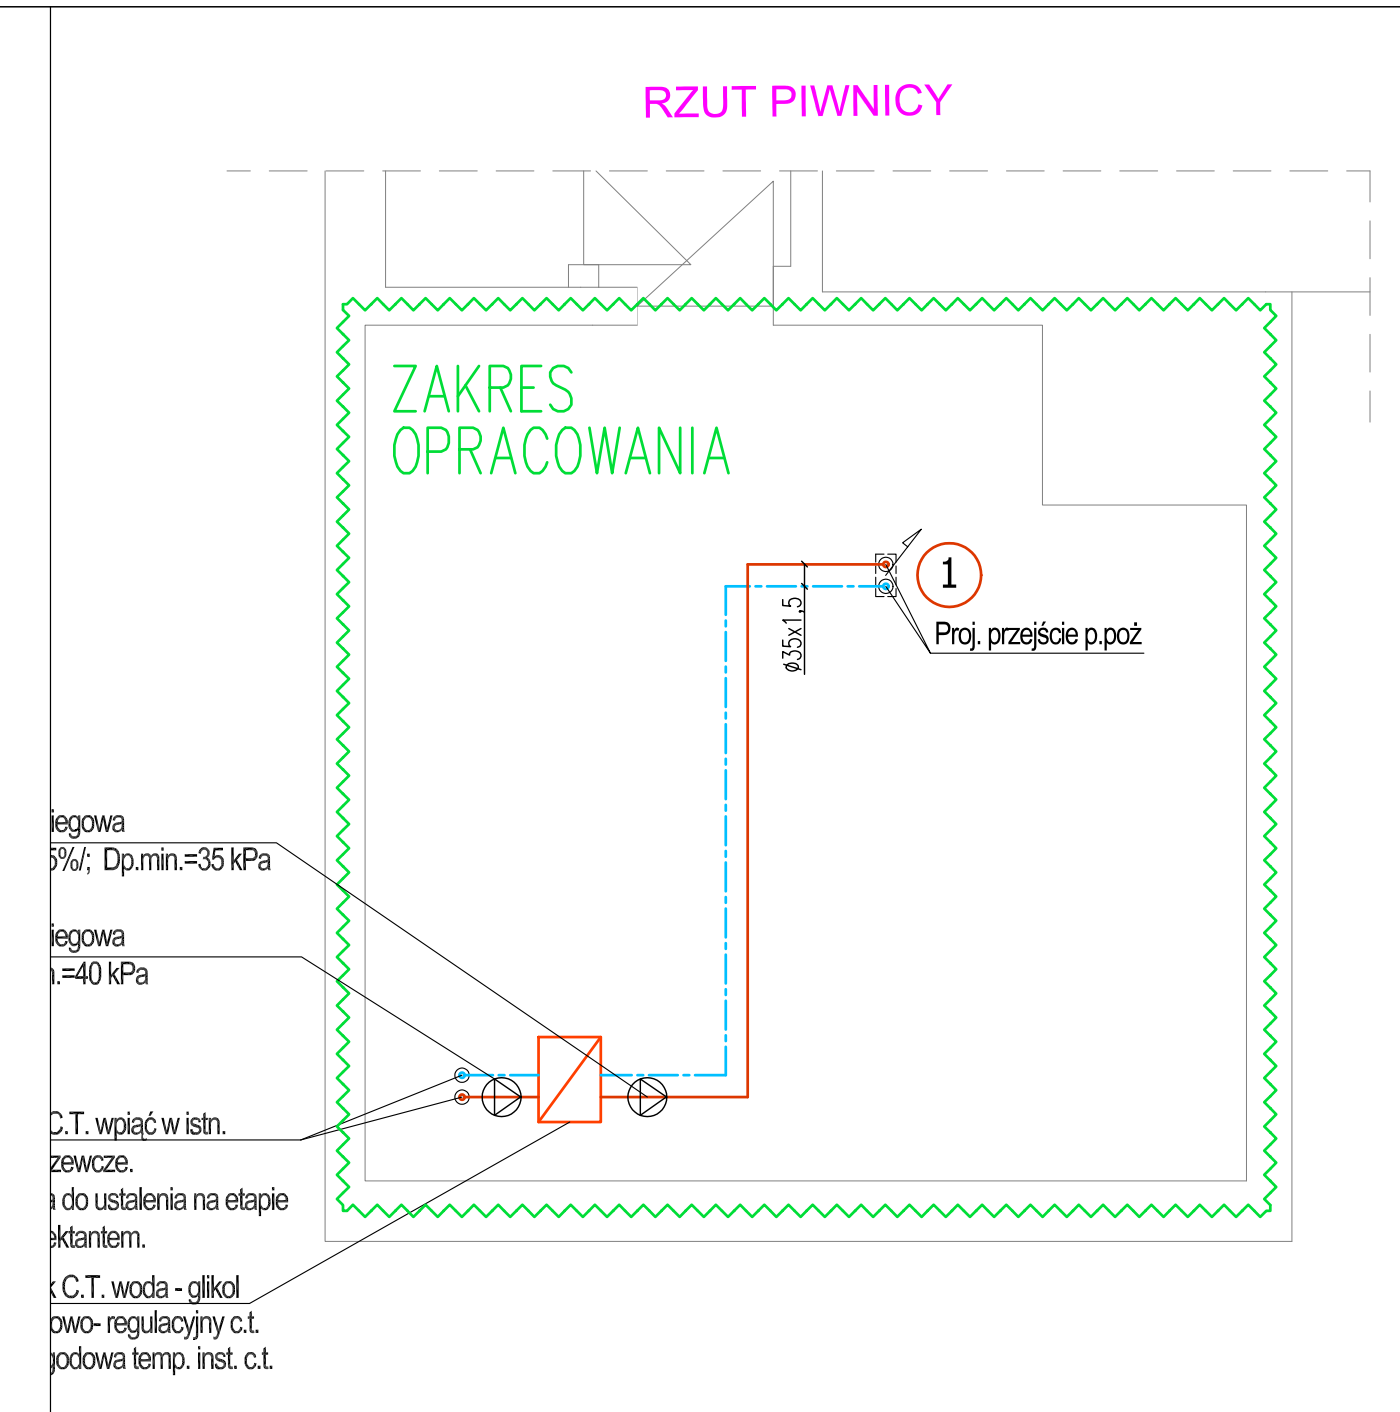 RZUT PIWNICY
ZAKRES
OPRACOWANIA
1
Proj. przejście p.poż
ø35x1,5
iegowa
5%/; Dp.min.=35 kPa
iegowa
.=40 kPa
C.T. wpiąć w istn.
zewcze.
a do ustalenia na etapie
ektantem.
k C.T. woda - glikol
owo- regulacyjny c.t.
godowa temp. inst. c.t.